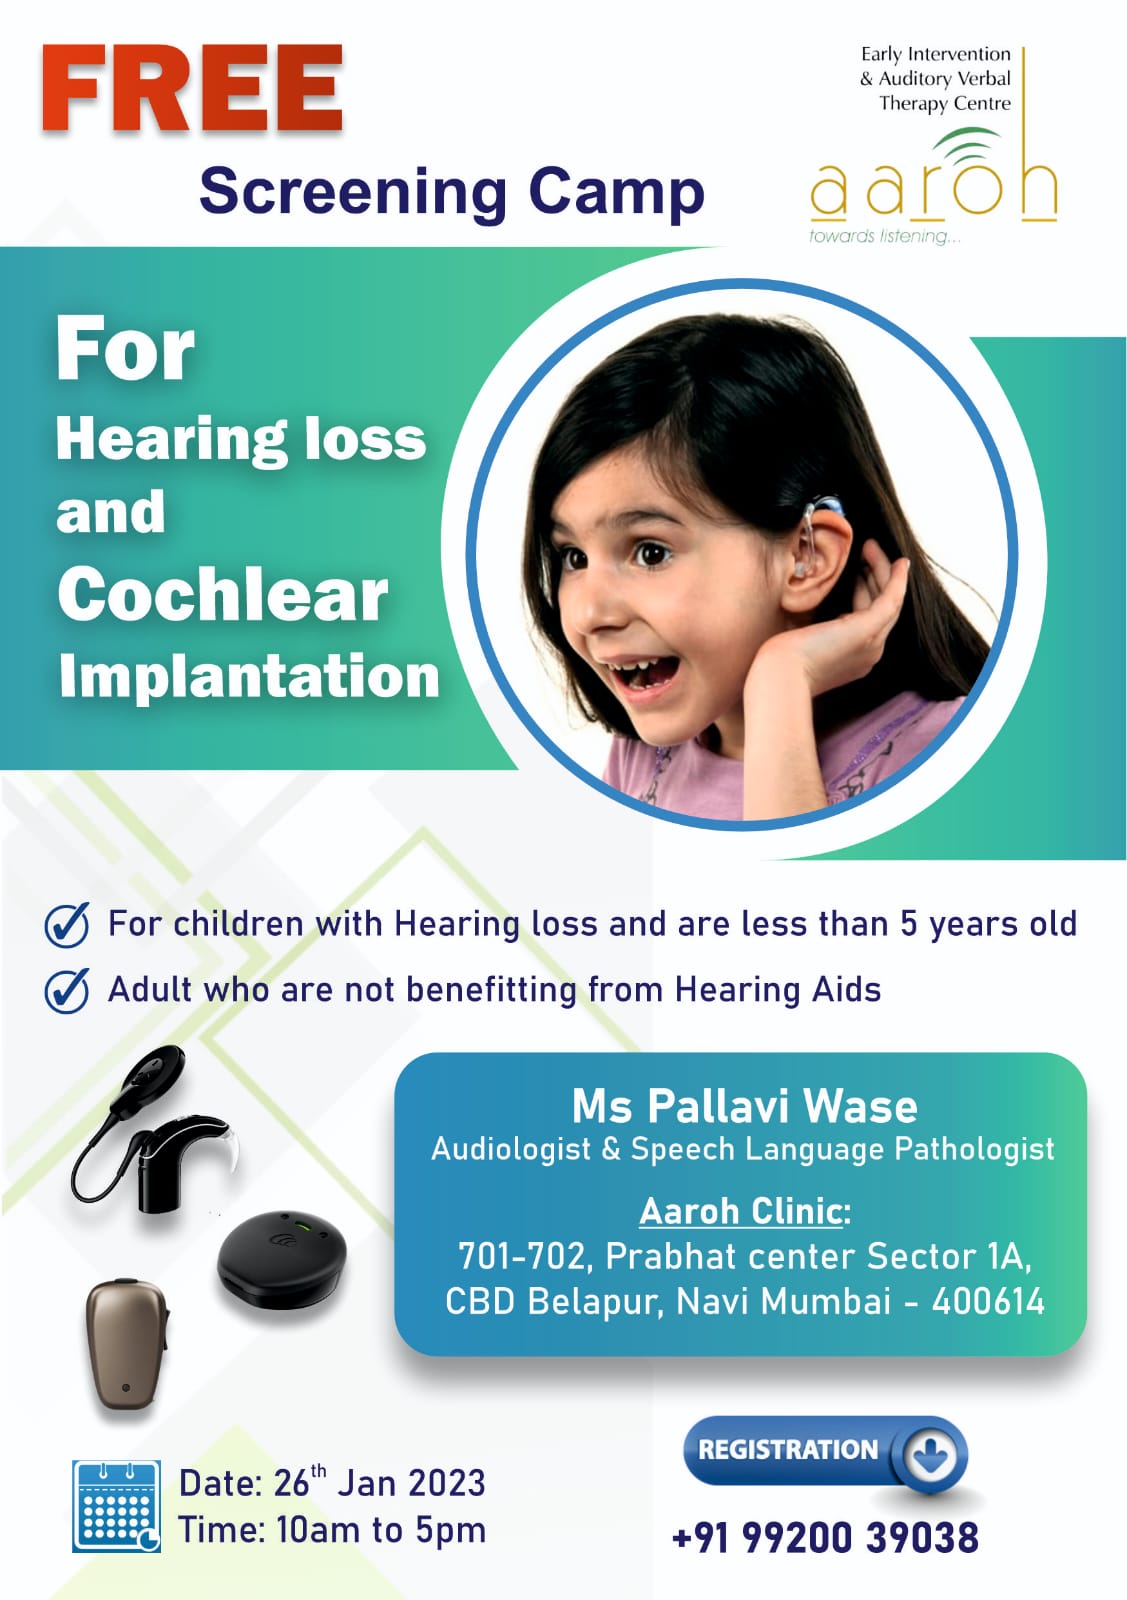 FREE
Screening Camp
Early Intervention
& Auditory Verbal
Therapy Centre
aaroh
towards listening...
For
Hearing loss
and
Cochlear
Implantation
For children with Hearing loss and are less than 5 years old
Adult who are not benefitting from Hearing Aids
Ms Pallavi Wase
Audiologist & Speech Language Pathologist
Aaroh Clinic:
701-702, Prabhat center Sector 1A,
CBD Belapur, Navi Mumbai - 400614
REGISTRATION
+91 99200 39038
Date: 26th Jan 2023
Time: 10am to 5pm